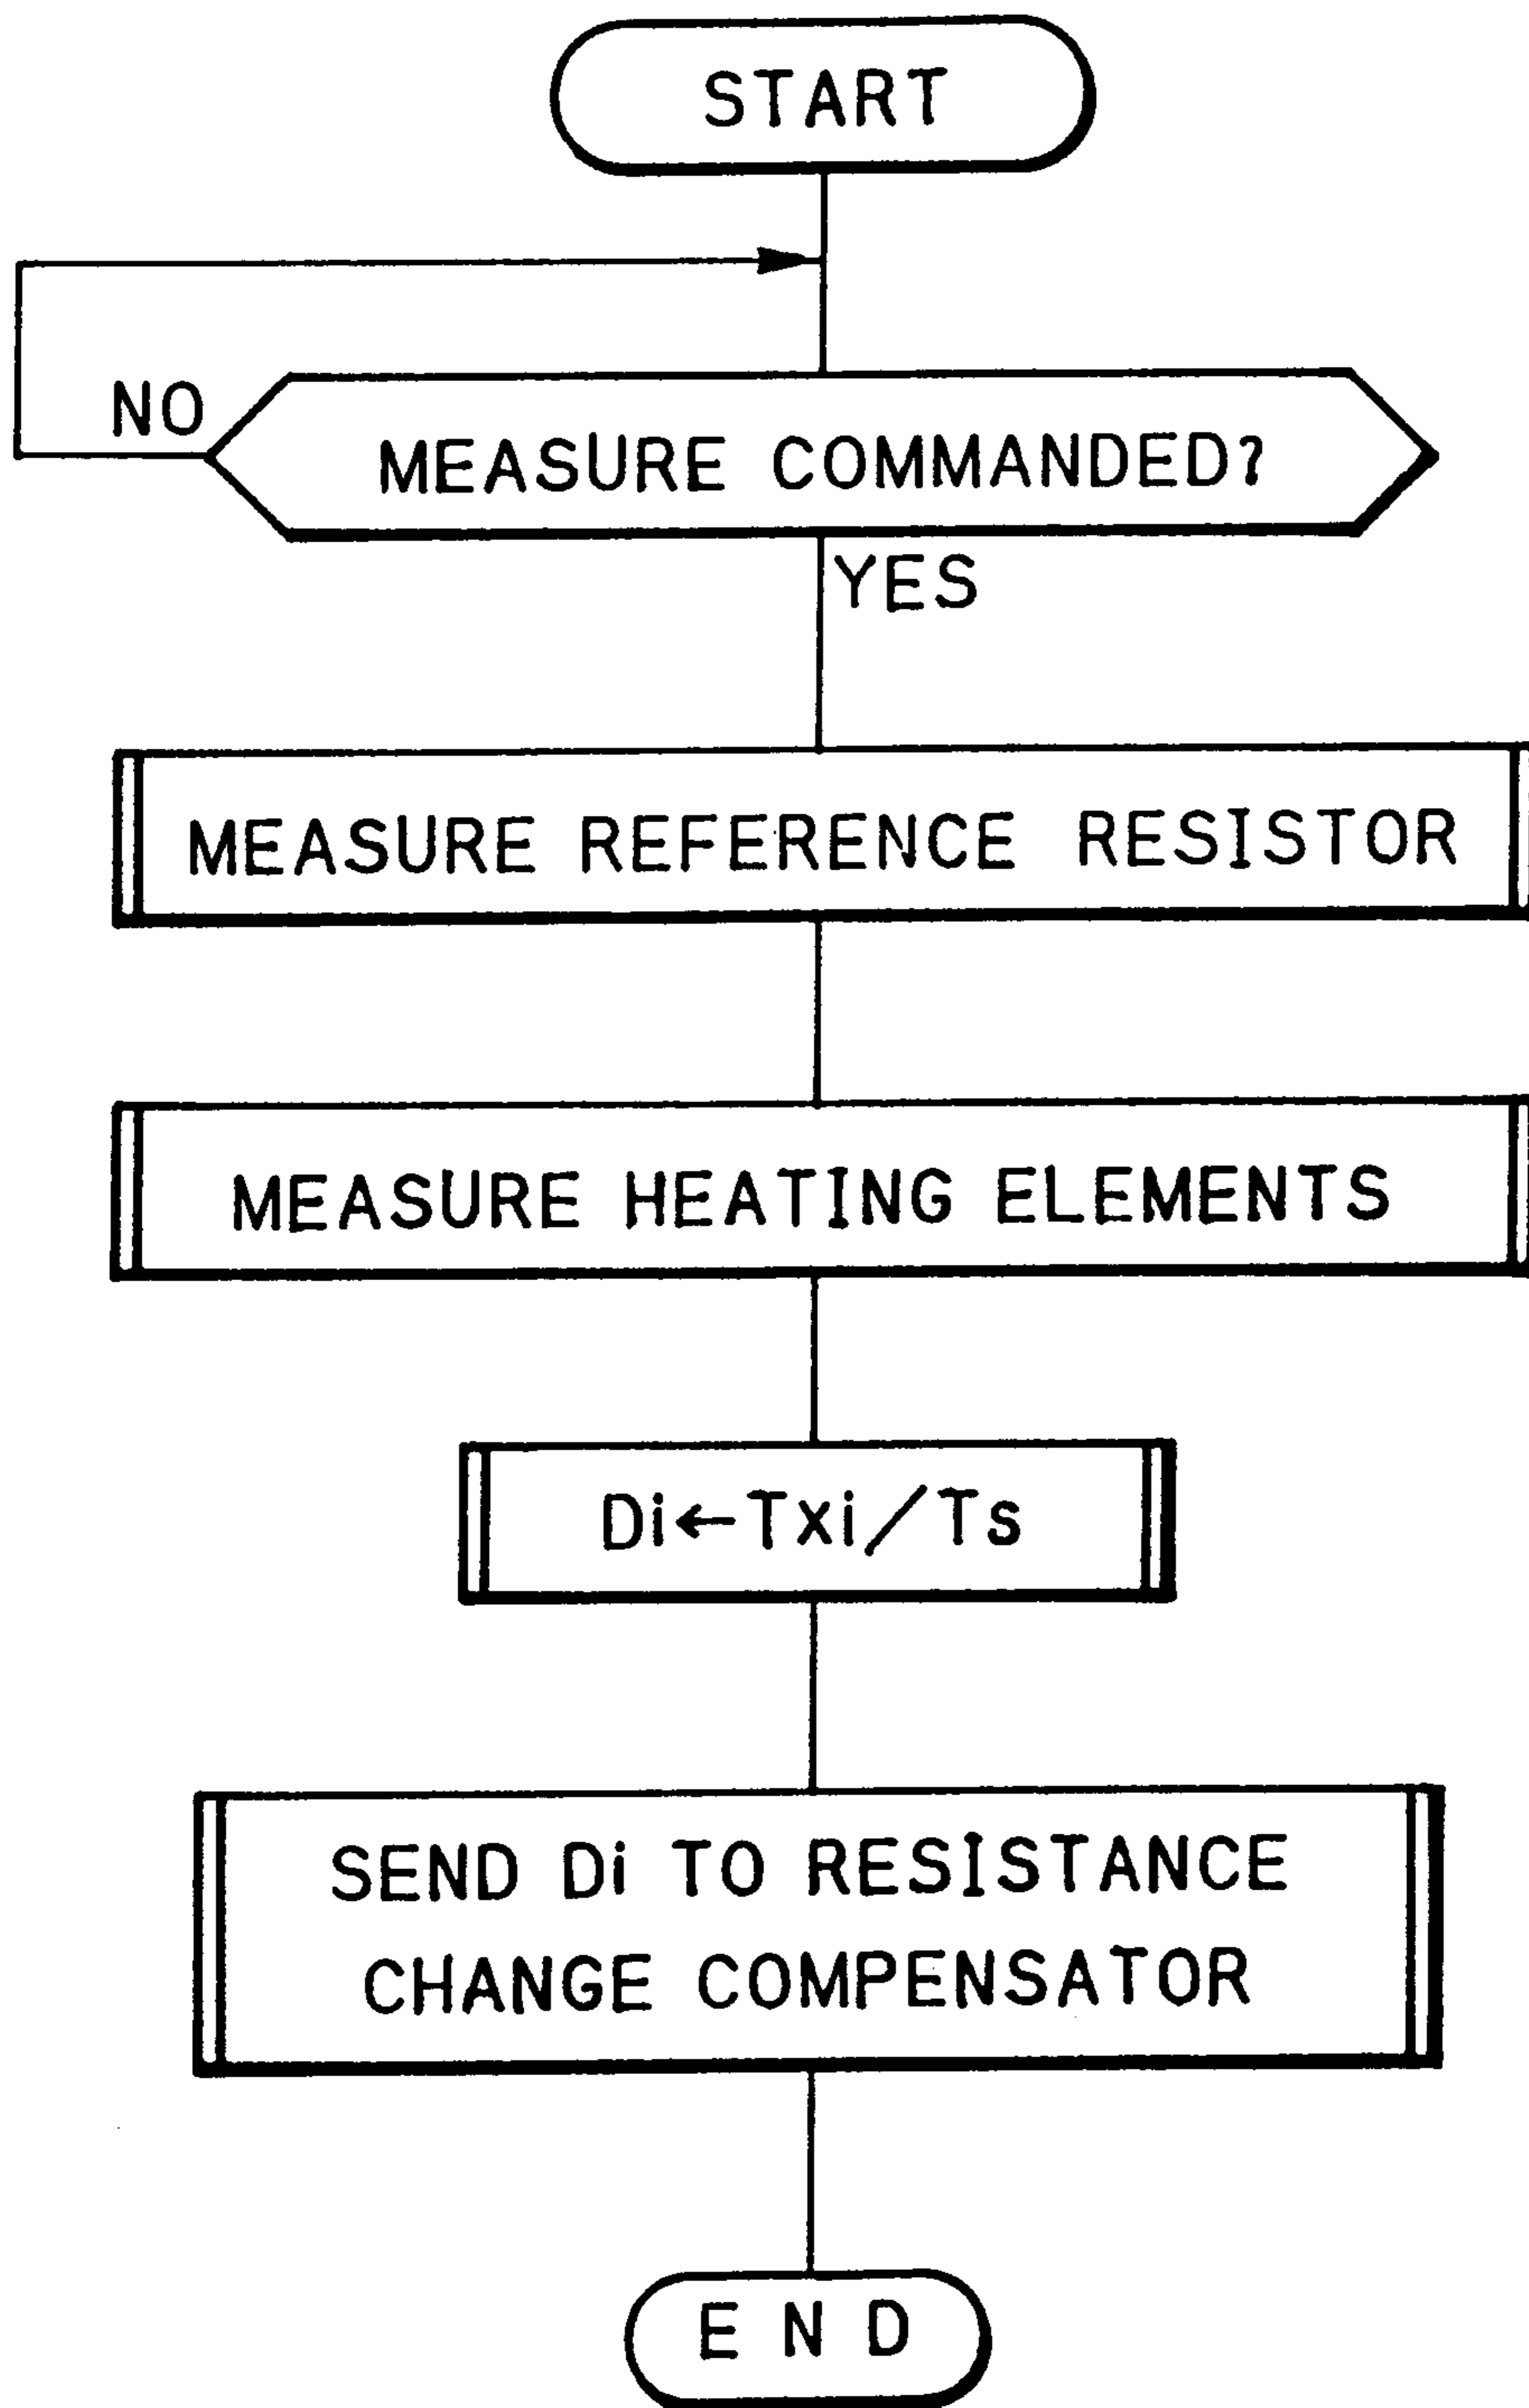 START
NO
MEASURE COMMANDED?
YES
MEASURE REFERENCE RESISTOR
MEASURE HEATING ELEMENTS
Di←Txi/Ts
SEND Di TO RESISTANCE
CHANGE COMPENSATOR
END